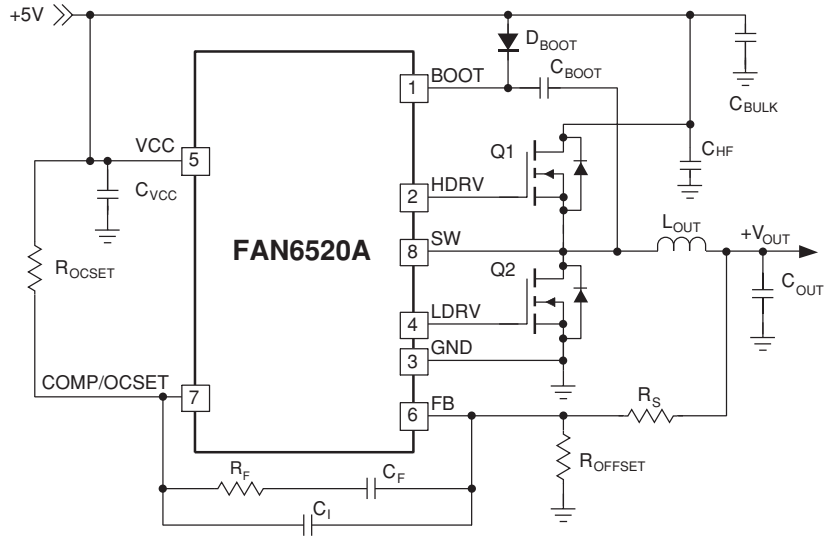 +5V
DBOOT
BOOT
CBOOT
1
CBULK
VCC
5
Q1
CHF
CVCC
HDRV
2
LOUT
SW
+VOUT
FAN6520A
8
ROCSET
Q2
COUT
LDRV
4
GND
3
COMP/OCSET
7
FB
6
RS
ROFFSET
RF
CF
CI